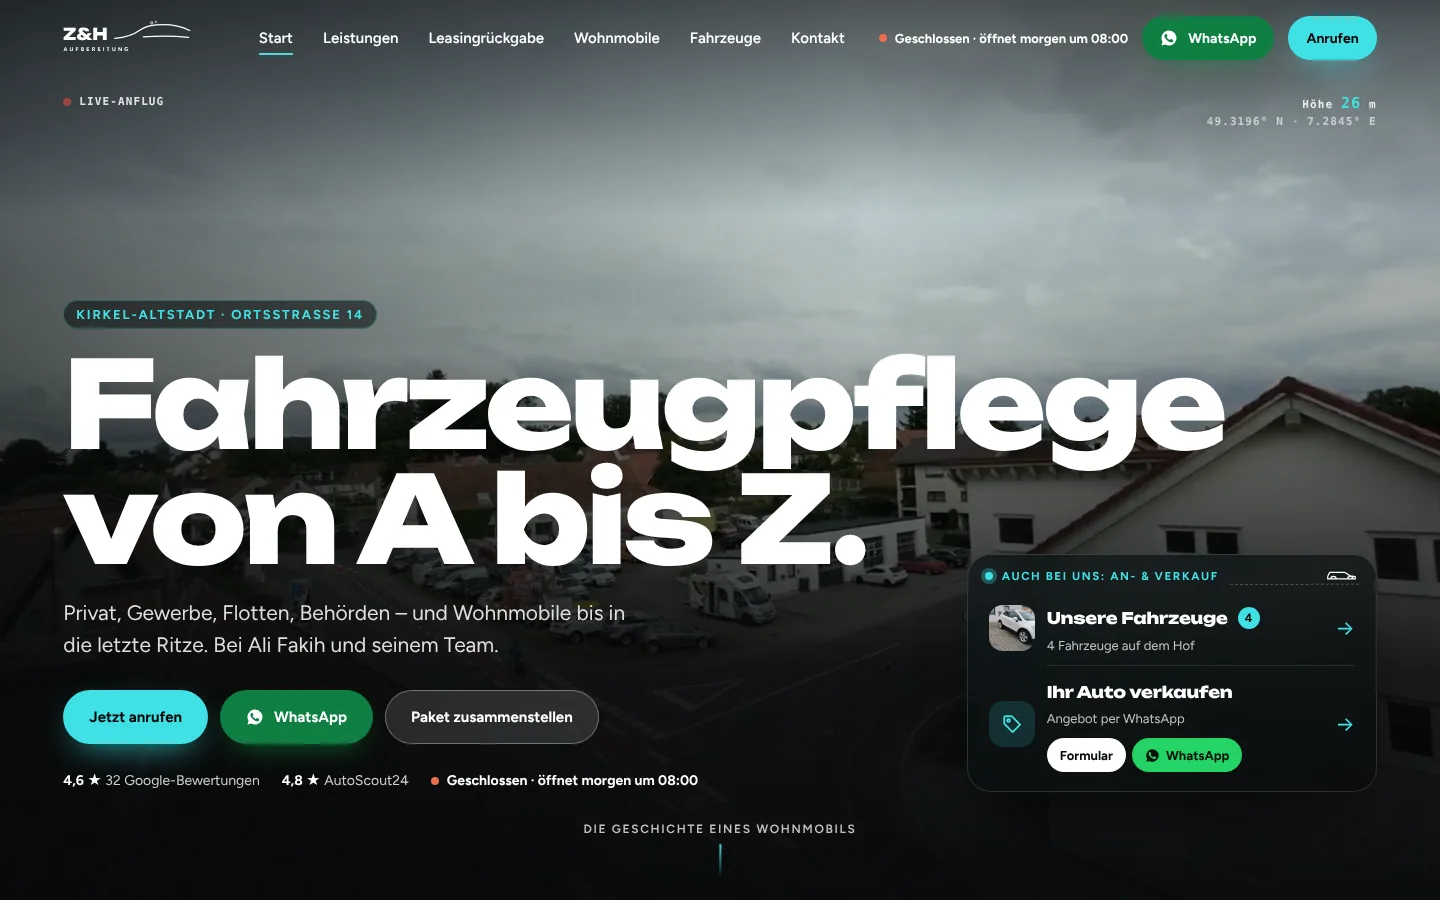 Z&H
AUFBEREITUNG
Start
Leistungen
Leasingrückgabe
Wohnmobile
Fahrzeuge
Kontakt
Geschlossen · öffnet morgen um 08:00
WhatsApp
Anrufen
LIVE-ANFLUG
Höhe 26 m
49.3196° N · 7.2845° E
KIRKEL-ALTSTADT · ORTSSTRASSE 14
Fahrzeugpflege
von A bis Z.
Privat, Gewerbe, Flotten, Behörden – und Wohnmobile bis in
die letzte Ritze. Bei Ali Fakih und seinem Team.
Jetzt anrufen
WhatsApp
Paket zusammenstellen
4,6 ★ 32 Google-Bewertungen
4,8 ★ AutoScout24
Geschlossen · öffnet morgen um 08:00
AUCH BEI UNS: AN- & VERKAUF
Unsere Fahrzeuge 4
4 Fahrzeuge auf dem Hof
Ihr Auto verkaufen
Angebot per WhatsApp
Formular
WhatsApp
DIE GESCHICHTE EINES WOHNMOBILS